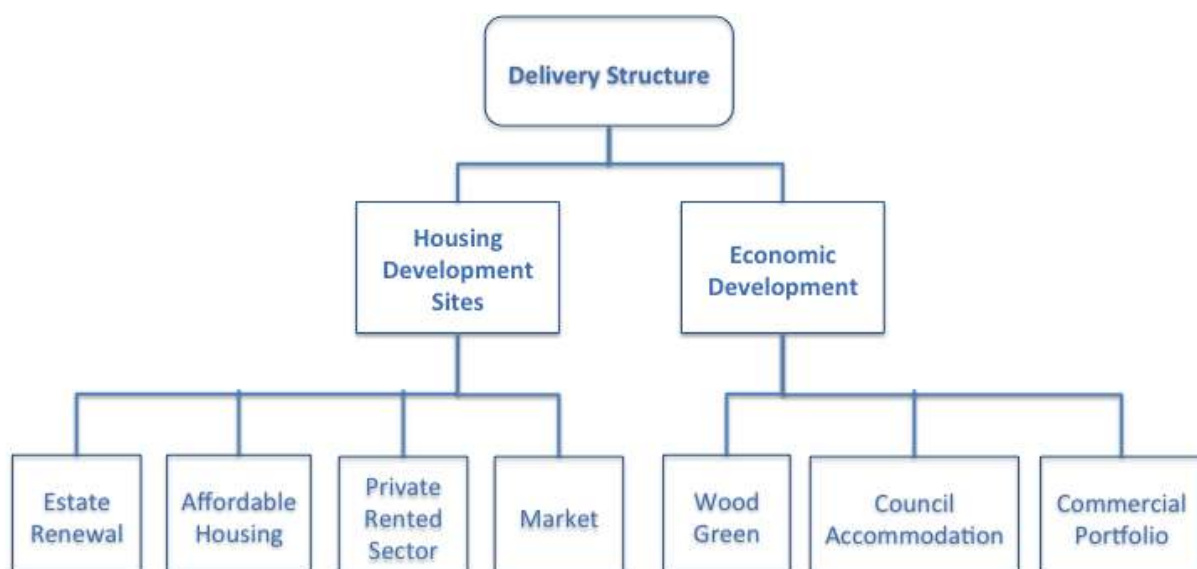 Delivery Structure
Housing
Development
Sites
Economic
Development
Estate
Renewal
Affordable
Housing
Private
Rented
Sector
Market
Wood
Green
Council
Accommodation
Commercial
Portfolio